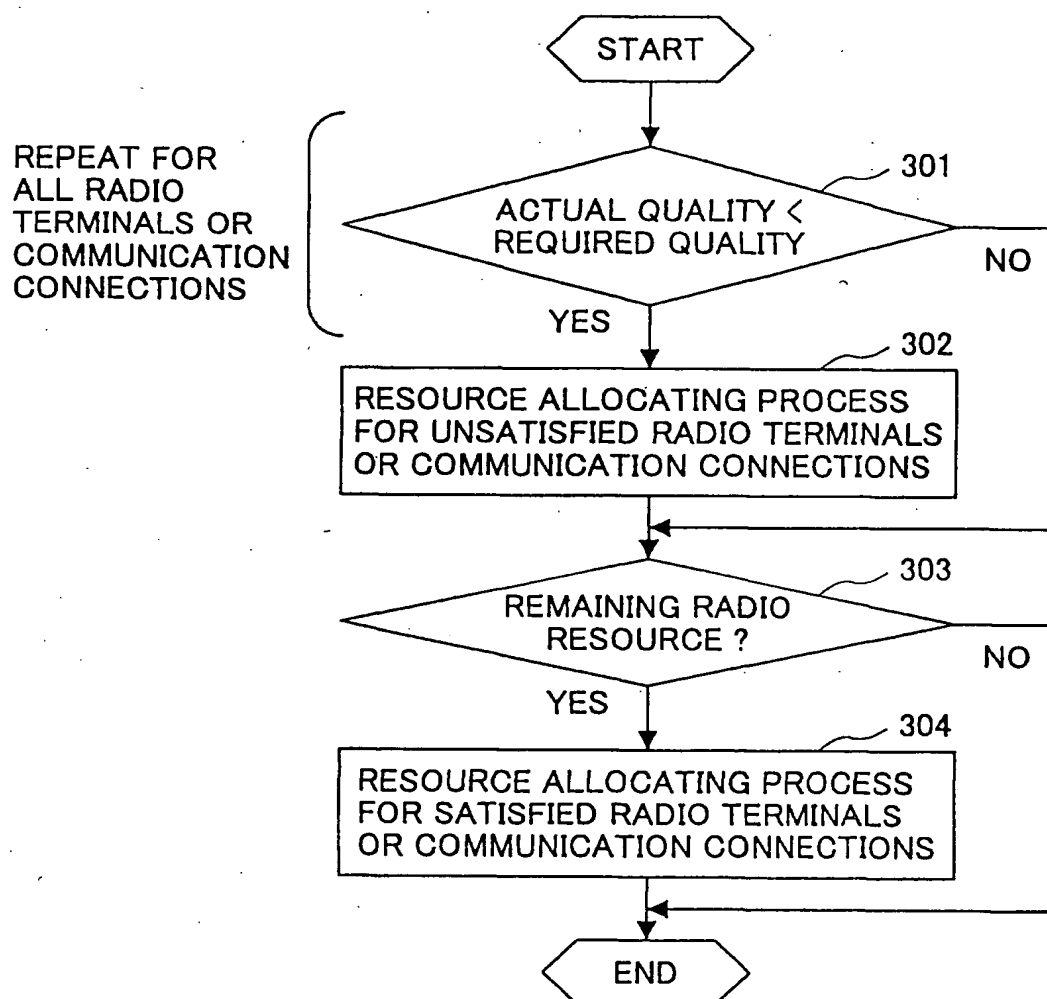 START
REPEAT FOR
ALL RADIO
TERMINALS OR
COMMUNICATION
CONNECTIONS
301
ACTUAL QUALITY <
REQUIRED QUALITY
NO
YES
302
RESOURCE ALLOCATING PROCESS
FOR UNSATISFIED RADIO TERMINALS
OR COMMUNICATION CONNECTIONS
303
REMAINING RADIO
RESOURCE ?
NO
YES
304
RESOURCE ALLOCATING PROCESS
FOR SATISFIED RADIO TERMINALS
OR COMMUNICATION CONNECTIONS
END